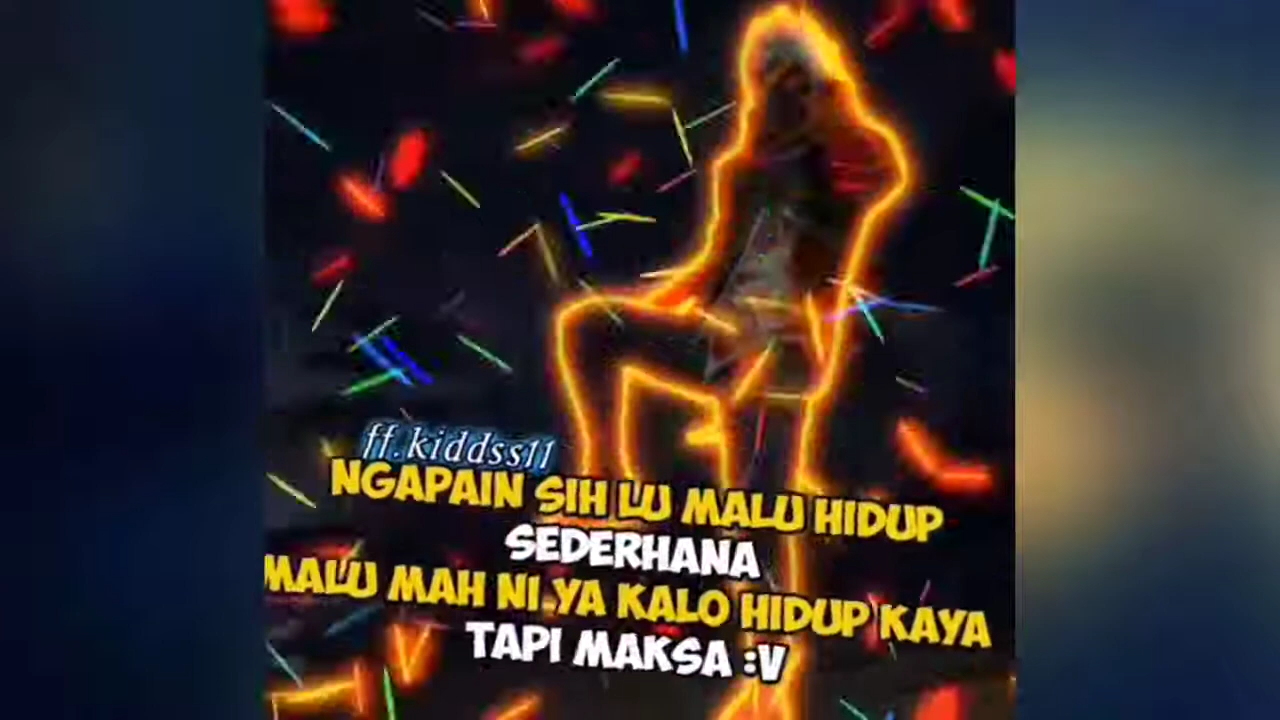 ff.kiddss11
NGAPAIN SIH LU MALU HIDUP
SEDERHANA
MALU MAH NI YA KALO HIDUP KAYA
TAPI MAKSA :V